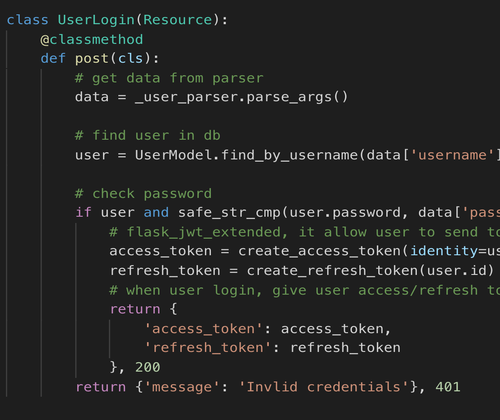 class UserLogin(Resource):
@classmethod
def post(cls):
# get data from parser
data = _user_parser.parse_args()
# find user in db
user = UserModel.find_by_username(data['username']
# check password
if user and safe_str_cmp(user.password, data['pass
# flask_jwt_extended, it allow user to send to
access_token = create_access_token(identity=us
refresh_token = create_refresh_token(user.id)
# when user login, give user access/refresh to
return {
'access_token': access_token,
'refresh_token': refresh_token
}, 200
return {'message': 'Invlid credentials'}, 401